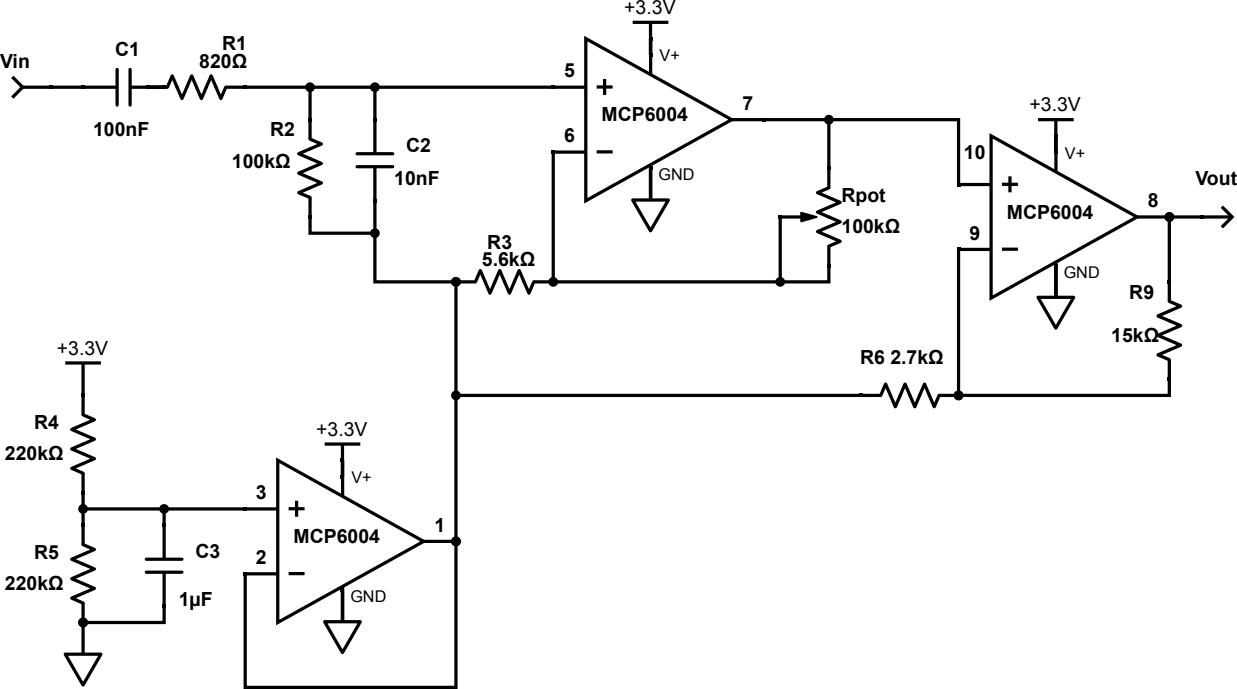 +3.3V
V+
Vin
C1
R1
820Ω
100nF
5
+
6
−
MCP6004
7
GND
R2
100kΩ
C2
10nF
Rpot
100kΩ
R3
5.6kΩ
+3.3V
V+
10
+
9
−
MCP6004
8
Vout
GND
R9
15kΩ
R6 2.7kΩ
+3.3V
R4
220kΩ
R5
220kΩ
C3
1µF
+3.3V
V+
3
+
2
−
MCP6004
1
GND